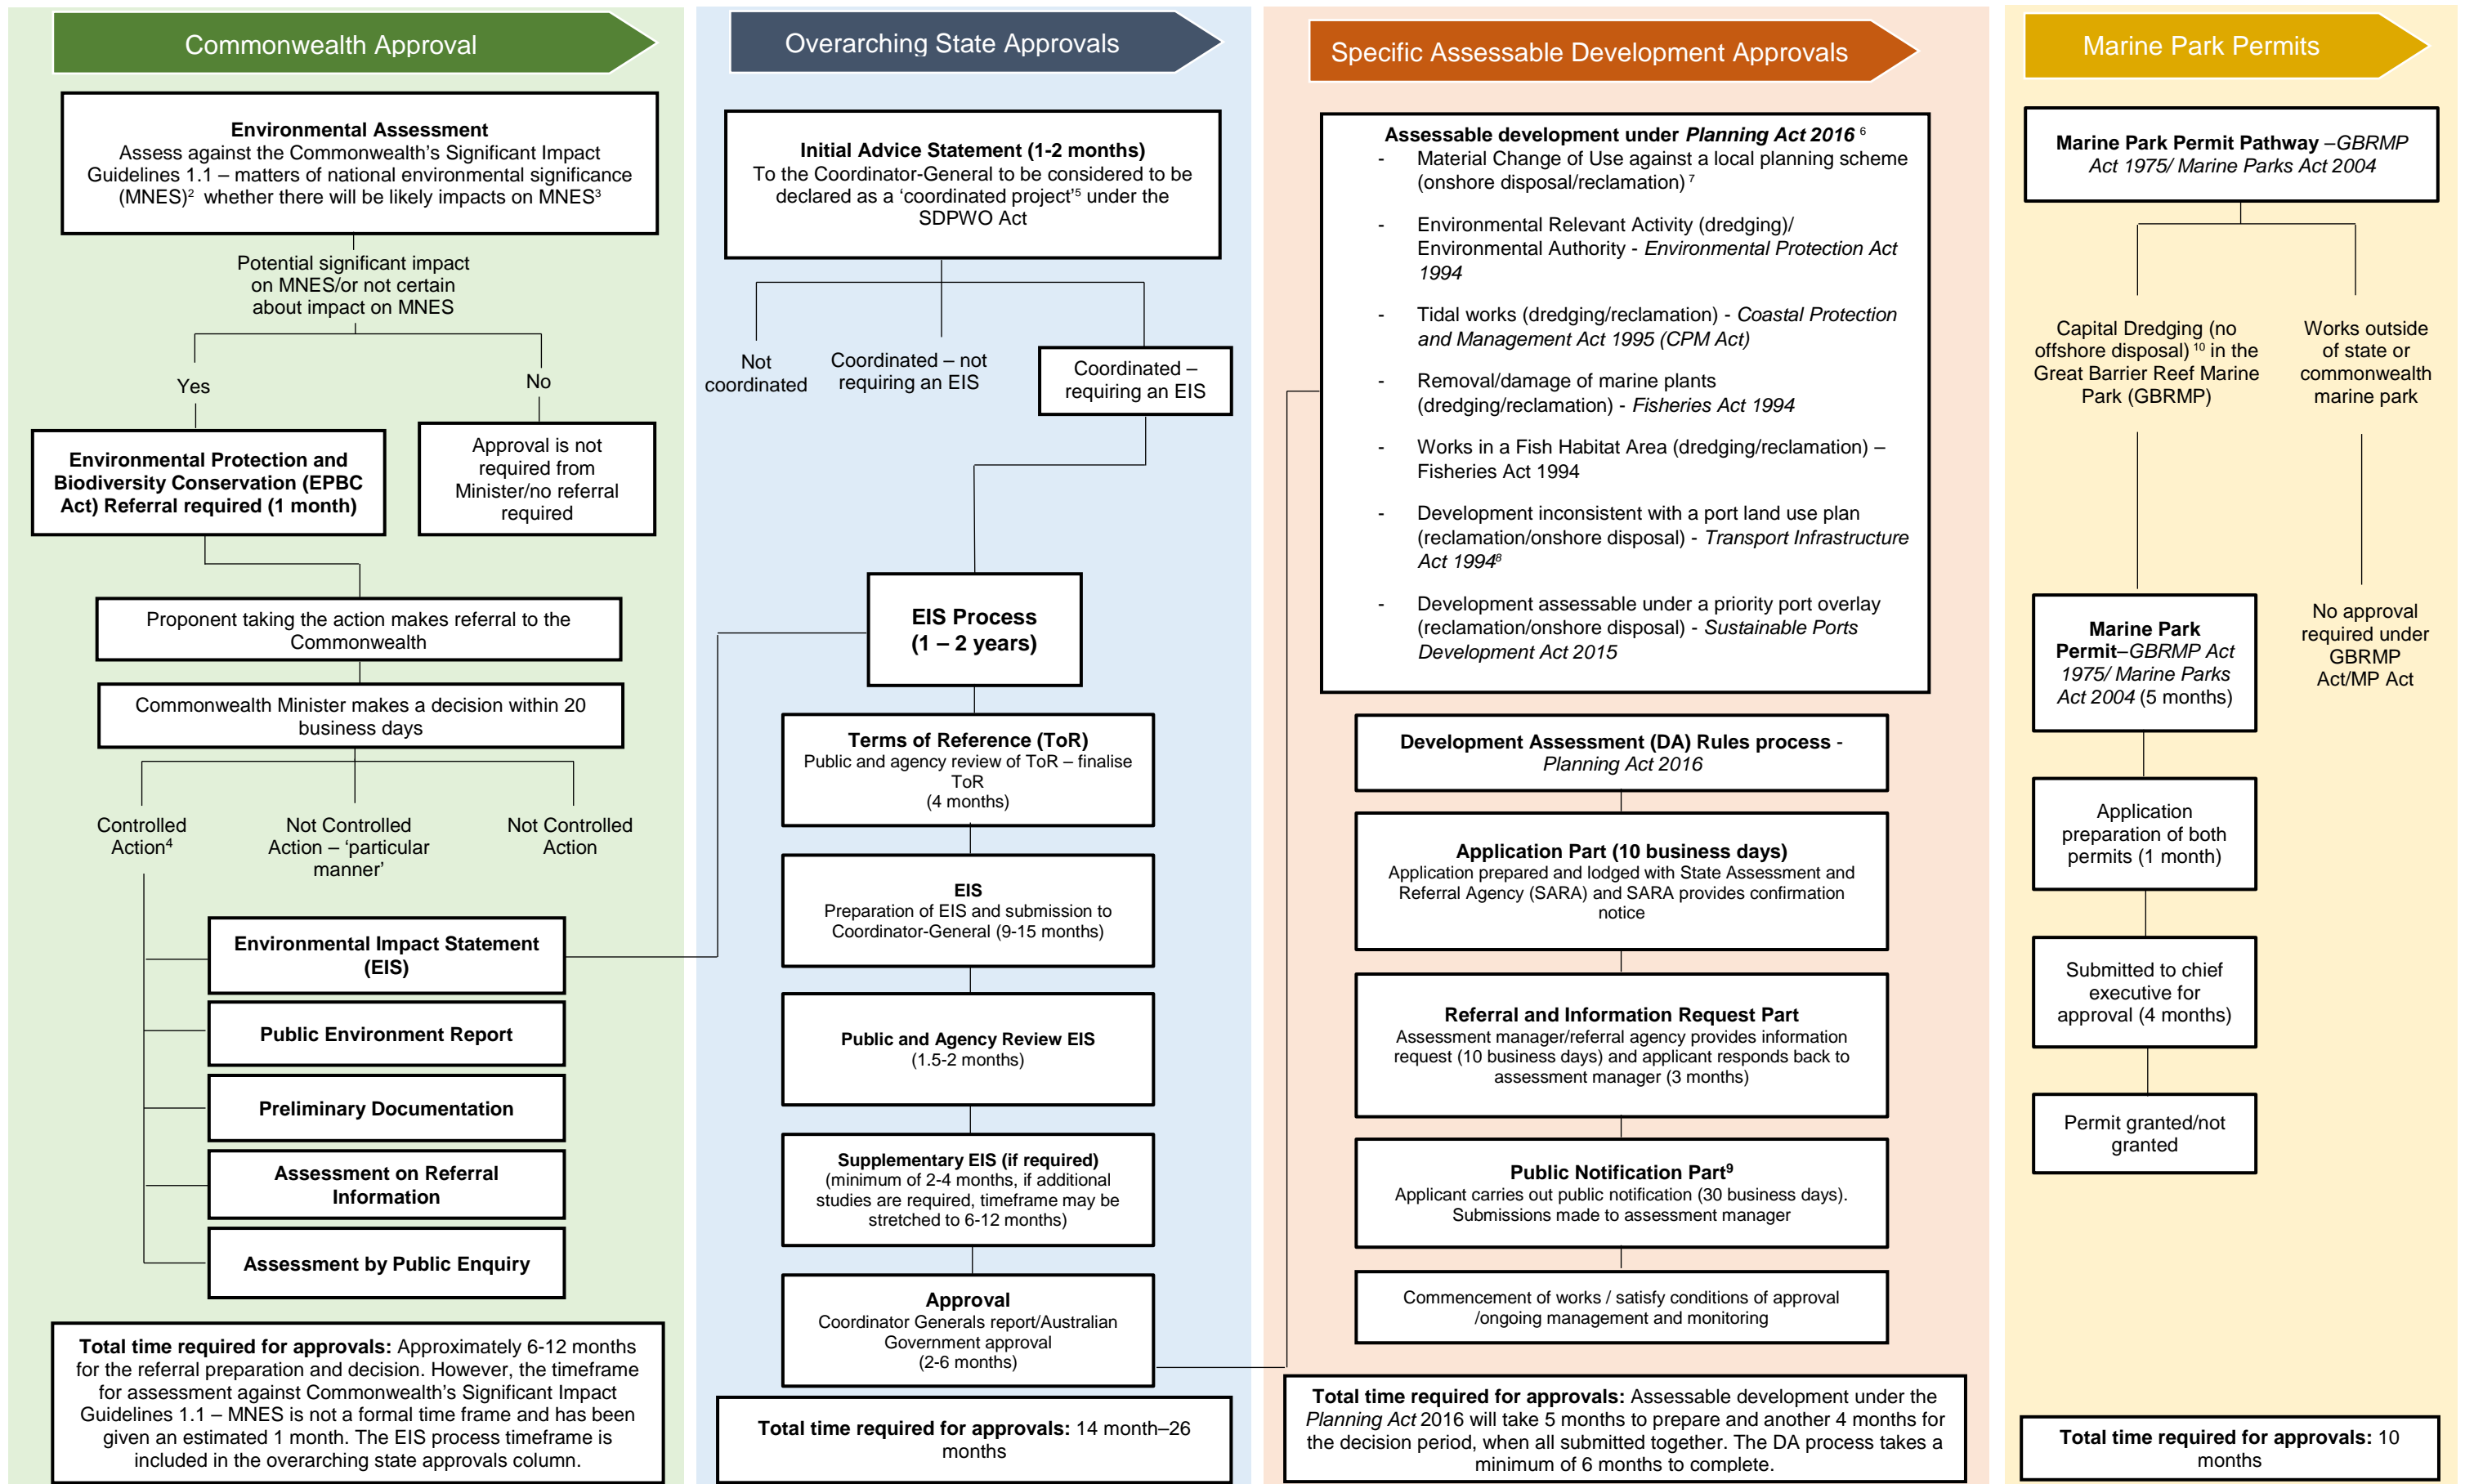 Commonwealth Approval
Environmental Assessment
Assess against the Commonwealth's Significant Impact
Guidelines 1.1 – matters of national environmental significance
(MNES)2 whether there will be likely impacts on MNES3
Potential significant impact
on MNES/or not certain
about impact on MNES
Yes
No
Environmental Protection and
Biodiversity Conservation (EPBC
Act) Referral required (1 month)
Approval is not
required from
Minister/no referral
required
Proponent taking the action makes referral to the
Commonwealth
Commonwealth Minister makes a decision within 20
business days
Controlled
Action4
Not Controlled
Action – 'particular
manner'
Not Controlled
Action
Environmental Impact Statement
(EIS)
Public Environment Report
Preliminary Documentation
Assessment on Referral
Information
Assessment by Public Enquiry
Total time required for approvals: Approximately 6-12 months
for the referral preparation and decision. However, the timeframe
for assessment against Commonwealth's Significant Impact
Guidelines 1.1 – MNES is not a formal time frame and has been
given an estimated 1 month. The EIS process timeframe is
included in the overarching state approvals column.
Overarching State Approvals
Initial Advice Statement (1-2 months)
To the Coordinator-General to be considered to be
declared as a 'coordinated project'5 under the
SDPWO Act
Not
coordinated
Coordinated – not
requiring an EIS
Coordinated –
requiring an EIS
EIS Process
(1 – 2 years)
Terms of Reference (ToR)
Public and agency review of ToR – finalise
ToR
(4 months)
EIS
Preparation of EIS and submission to
Coordinator-General (9-15 months)
Public and Agency Review EIS
(1.5-2 months)
Supplementary EIS (if required)
(minimum of 2-4 months, if additional
studies are required, timeframe may be
stretched to 6-12 months)
Approval
Coordinator Generals report/Australian
Government approval
(2-6 months)
Total time required for approvals: 14 month–26
months
Specific Assessable Development Approvals
Assessable development under Planning Act 2016 6
- Material Change of Use against a local planning scheme
(onshore disposal/reclamation) 7
- Environmental Relevant Activity (dredging)/
Environmental Authority - Environmental Protection Act
1994
- Tidal works (dredging/reclamation) - Coastal Protection
and Management Act 1995 (CPM Act)
- Removal/damage of marine plants
(dredging/reclamation) - Fisheries Act 1994
- Works in a Fish Habitat Area (dredging/reclamation) –
Fisheries Act 1994
- Development inconsistent with a port land use plan
(reclamation/onshore disposal) - Transport Infrastructure
Act 19948
- Development assessable under a priority port overlay
(reclamation/onshore disposal) - Sustainable Ports
Development Act 2015
Development Assessment (DA) Rules process -
Planning Act 2016
Application Part (10 business days)
Application prepared and lodged with State Assessment and
Referral Agency (SARA) and SARA provides confirmation
notice
Referral and Information Request Part
Assessment manager/referral agency provides information
request (10 business days) and applicant responds back to
assessment manager (3 months)
Public Notification Part9
Applicant carries out public notification (30 business days).
Submissions made to assessment manager
Commencement of works / satisfy conditions of approval
/ongoing management and monitoring
Total time required for approvals: Assessable development under the
Planning Act 2016 will take 5 months to prepare and another 4 months for
the decision period, when all submitted together. The DA process takes a
minimum of 6 months to complete.
Marine Park Permits
Marine Park Permit Pathway –GBRMP
Act 1975/ Marine Parks Act 2004
Capital Dredging (no
offshore disposal) 10 in the
Great Barrier Reef Marine
Park (GBRMP)
Works outside
of state or
commonwealth
marine park
Marine Park
Permit–GBRMP Act
1975/ Marine Parks
Act 2004 (5 months)
No approval
required under
GBRMP
Act/MP Act
Application
preparation of both
permits (1 month)
Submitted to chief
executive for
approval (4 months)
Permit granted/not
granted
Total time required for approvals: 10
months